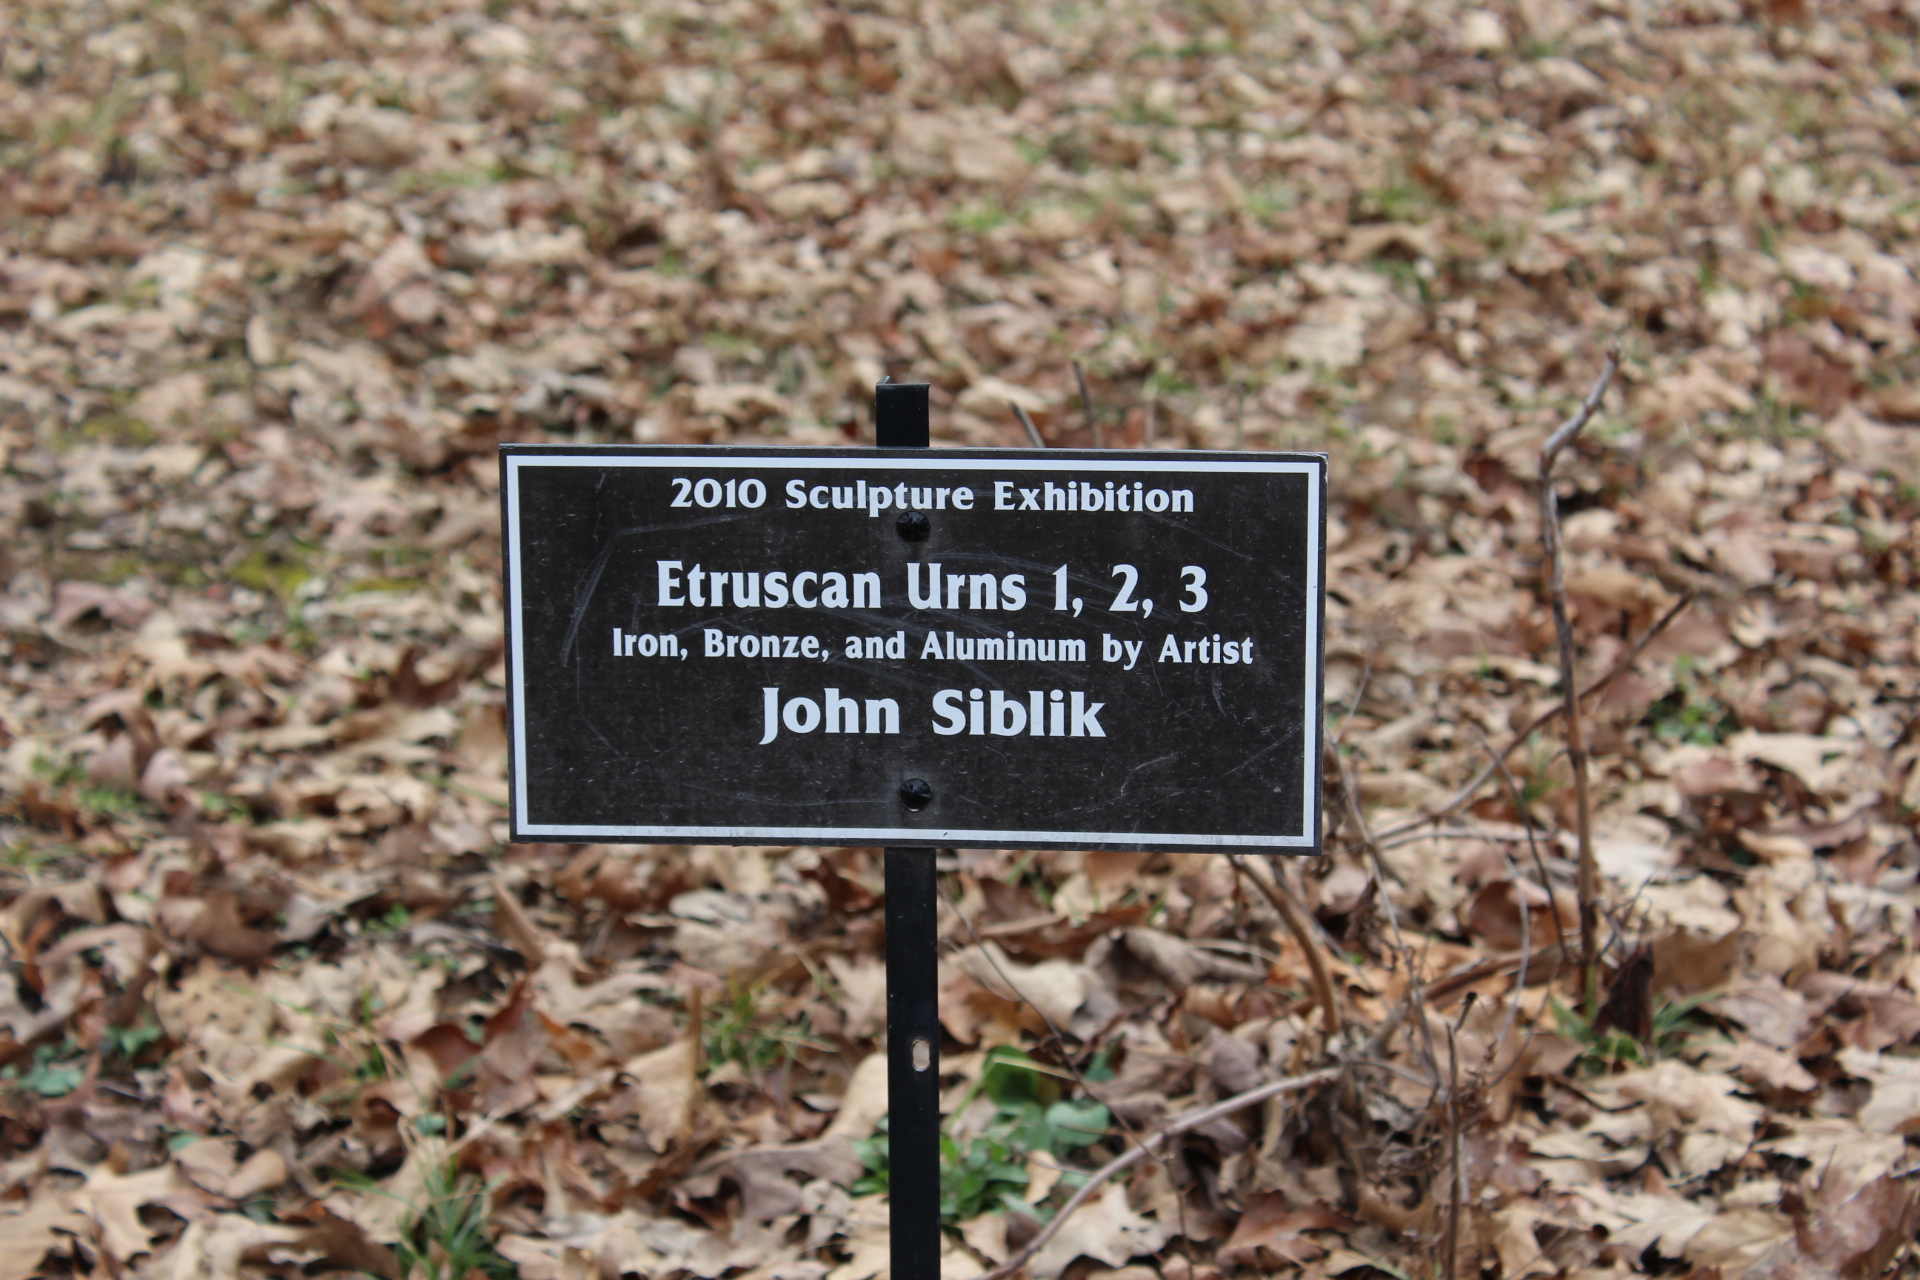 2010 Sculpture Exhibition
Etruscan Urns 1, 2, 3
Iron, Bronze, and Aluminum by Artist
John Siblik